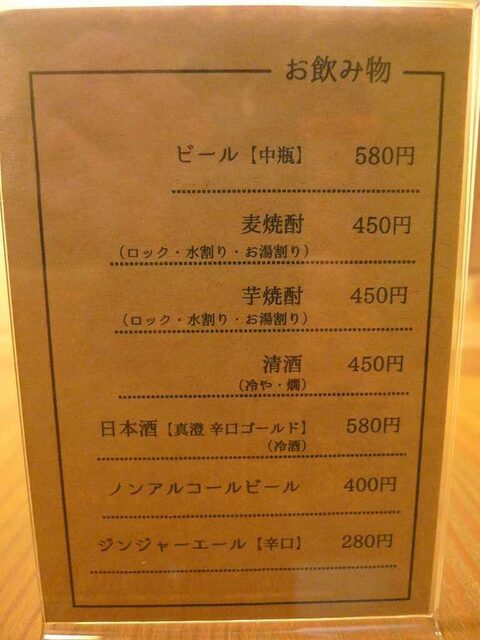 お飲み物
ビール【中瓶】 580円
麦焼酎 450円
(ロック・水割り・お湯割り)
芋焼酎 450円
(ロック・水割り・お湯割り)
清酒 450円
(冷や・燗)
日本酒【真澄 辛口ゴールド】 580円
(冷酒)
ノンアルコールビール 400円
ジンジャーエール【辛口】 280円